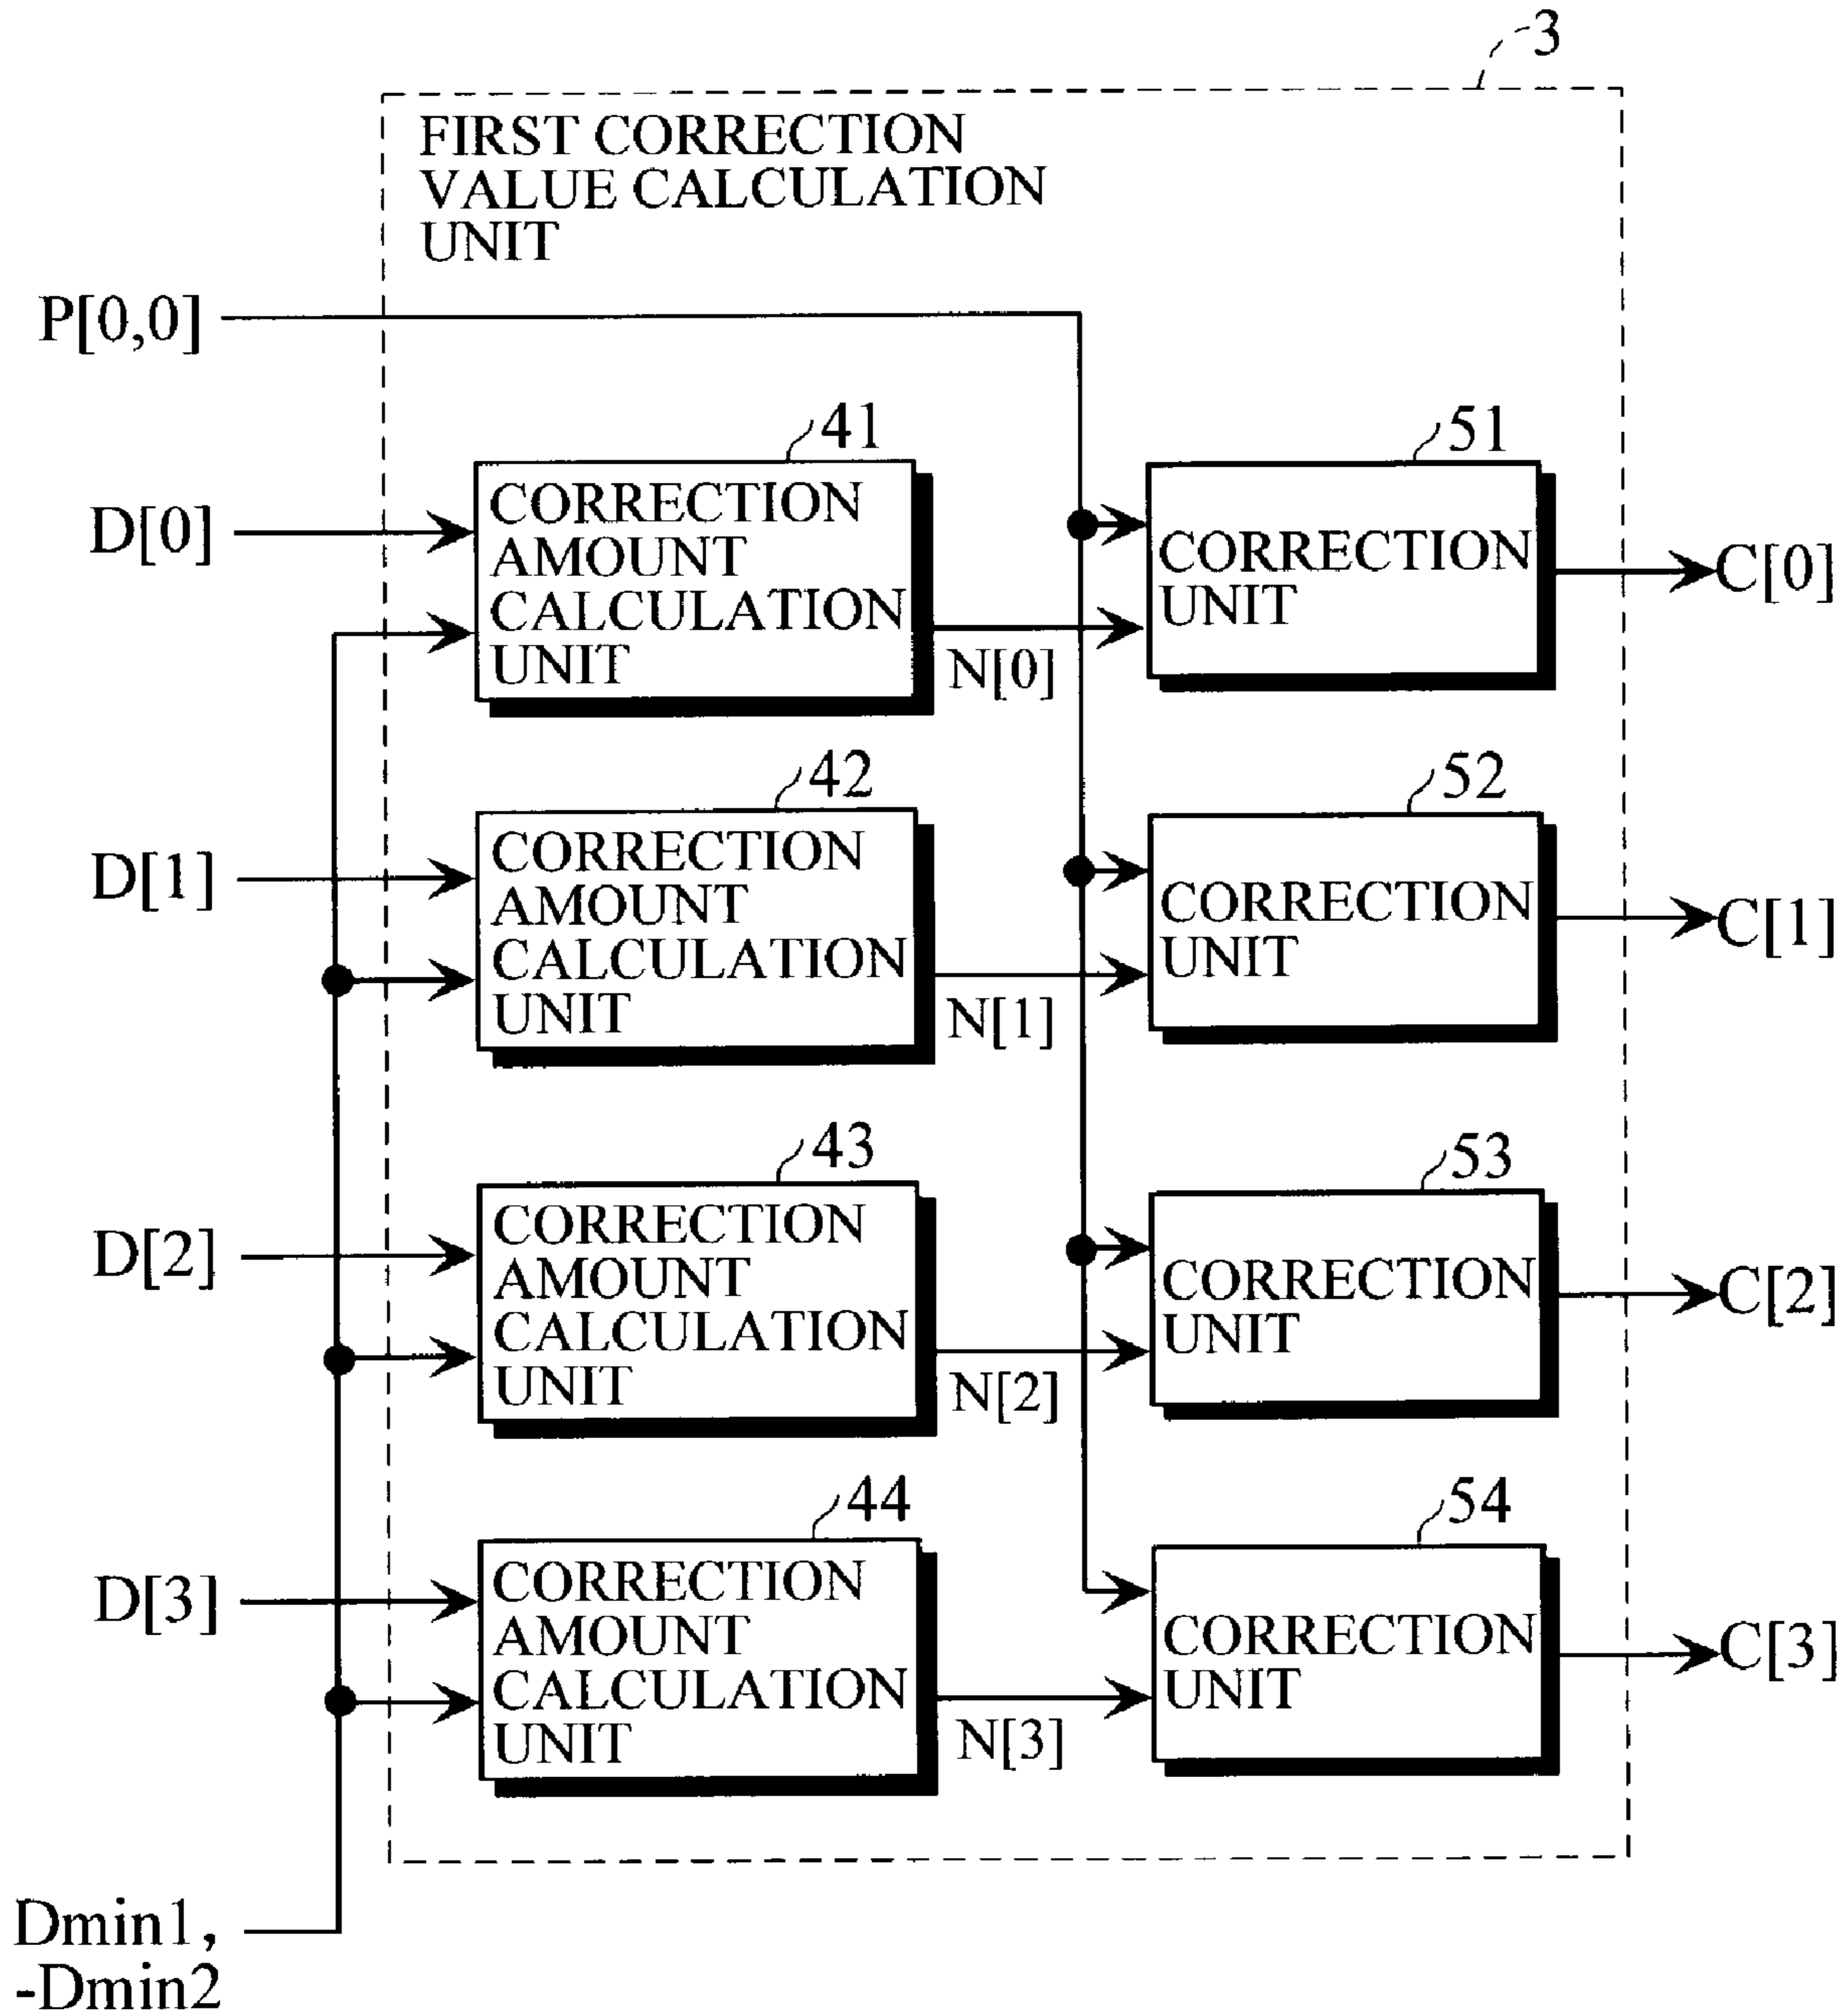 3
FIRST CORRECTION
VALUE CALCULATION
UNIT
P[0,0]
41
51
D[0]
CORRECTION
AMOUNT
CALCULATION
UNIT
N[0]
CORRECTION
UNIT
C[0]
42
52
D[1]
CORRECTION
AMOUNT
CALCULATION
UNIT
N[1]
CORRECTION
UNIT
C[1]
43
53
D[2]
CORRECTION
AMOUNT
CALCULATION
UNIT
N[2]
CORRECTION
UNIT
C[2]
44
54
D[3]
CORRECTION
AMOUNT
CALCULATION
UNIT
N[3]
CORRECTION
UNIT
C[3]
Dmin1,
-Dmin2